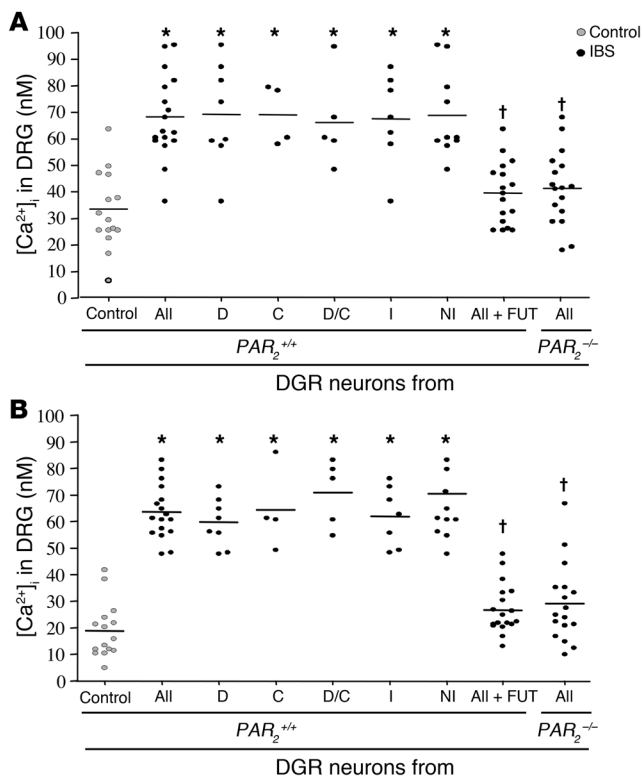 A
Control
IBS
[Ca²⁺]ᵢ in DRG (nM)
100
90
80
70
60
50
40
30
20
10
0
* * * * * * † †
Control All D C D/C I NI All + FUT All
PAR₂⁺/⁺ PAR₂⁻/⁻
DGR neurons from
B
[Ca²⁺]ᵢ in DRG (nM)
100
90
80
70
60
50
40
30
20
10
0
* * * * * * † †
Control All D C D/C I NI All + FUT All
PAR₂⁺/⁺ PAR₂⁻/⁻
DGR neurons from